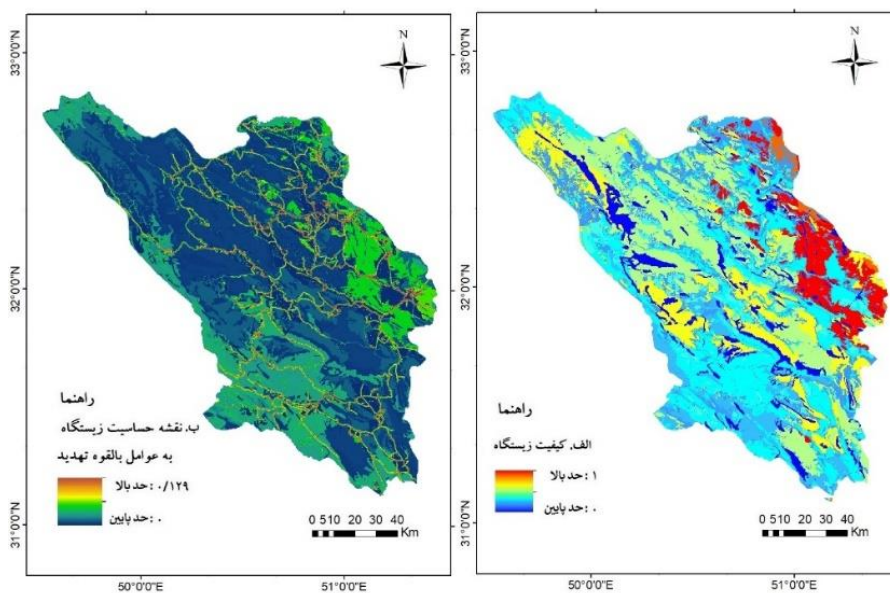 N
33°0'0"N
32°0'0"N
31°0'0"N
50°0'0"E
51°0'0"E
راهنما
ب. نقشه حساسیت زیستگاه
به عوامل بالقوه تهدید
حد بالا : ۰/۱۲۹
حد پایین : ۰
0 510 20 30 40
Km
N
33°0'0"N
32°0'0"N
31°0'0"N
50°0'0"E
51°0'0"E
راهنما
الف. کیفیت زیستگاه
حد بالا : ۱
حد پایین : ۰
0 510 20 30 40
Km